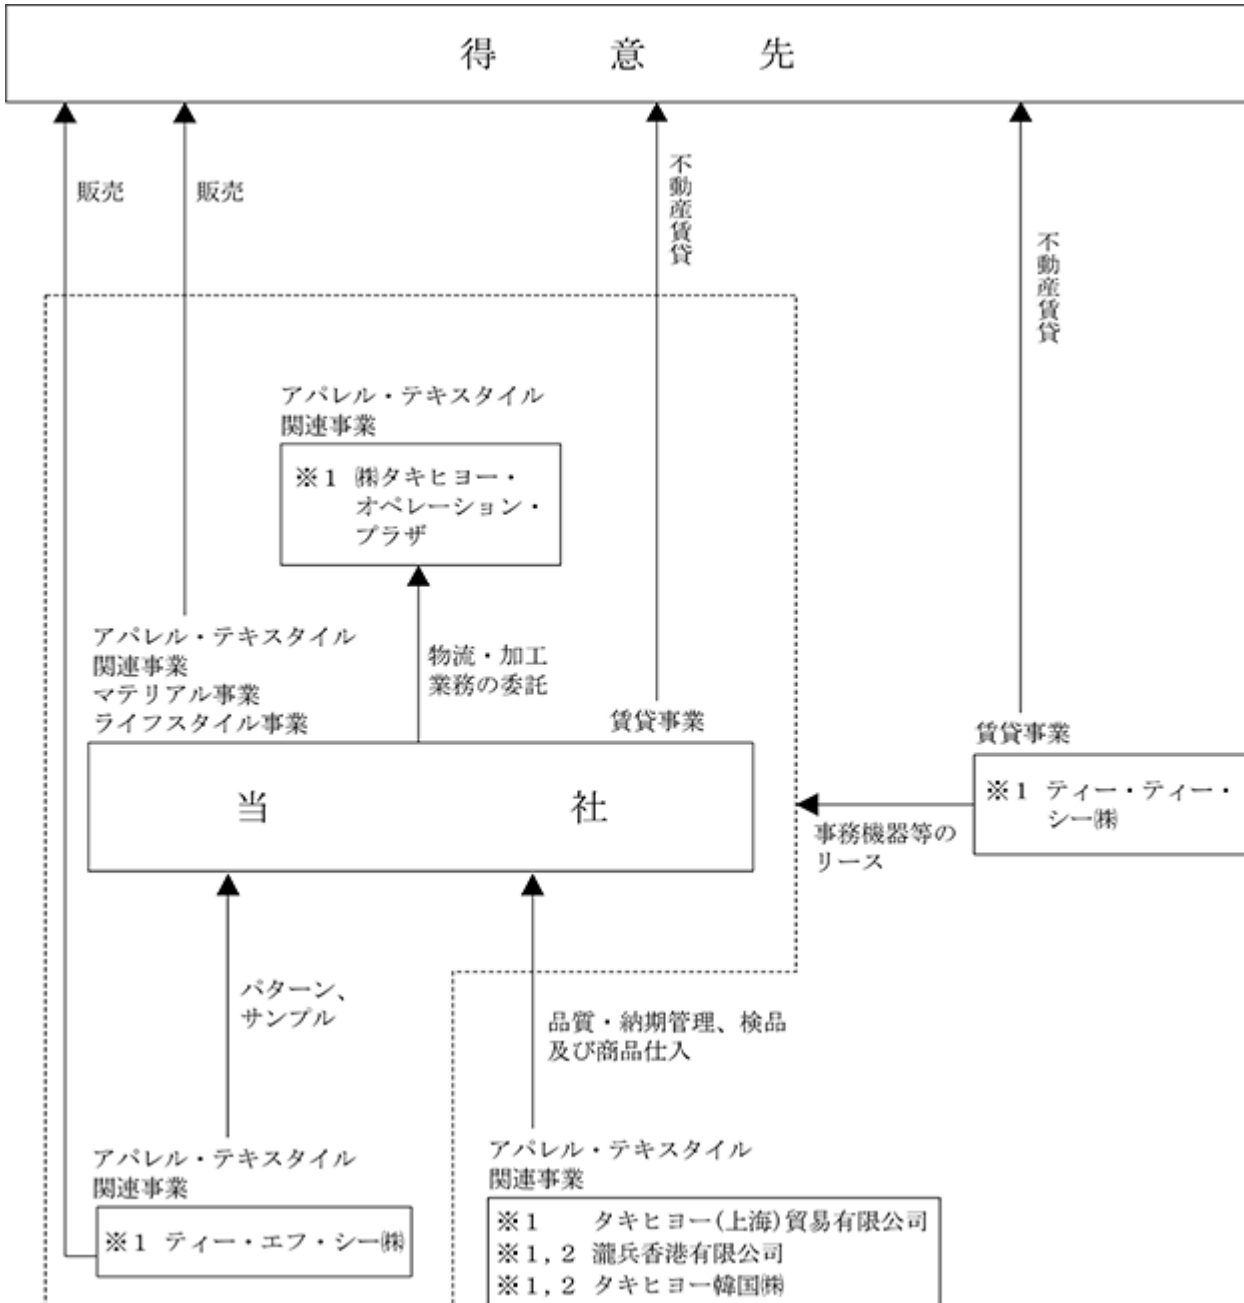 得意先
販売
販売
不動産賃貸
不動産賃貸
アパレル・テキスタイル
関連事業
※1 ㈱タキヒヨー・
オペレーション・
プラザ
アパレル・テキスタイル
関連事業
マテリアル事業
ライフスタイル事業
物流・加工
業務の委託
賃貸事業
賃貸事業
当社
※1 ティー・ティー・
シー㈱
事務機器等の
リース
パターン、
サンプル
品質・納期管理、検品
及び商品仕入
アパレル・テキスタイル
関連事業
※1 ティー・エフ・シー㈱
アパレル・テキスタイル
関連事業
※1 タキヒヨー(上海)貿易有限公司
※1, 2 瀧兵香港有限公司
※1, 2 タキヒヨー韓国㈱